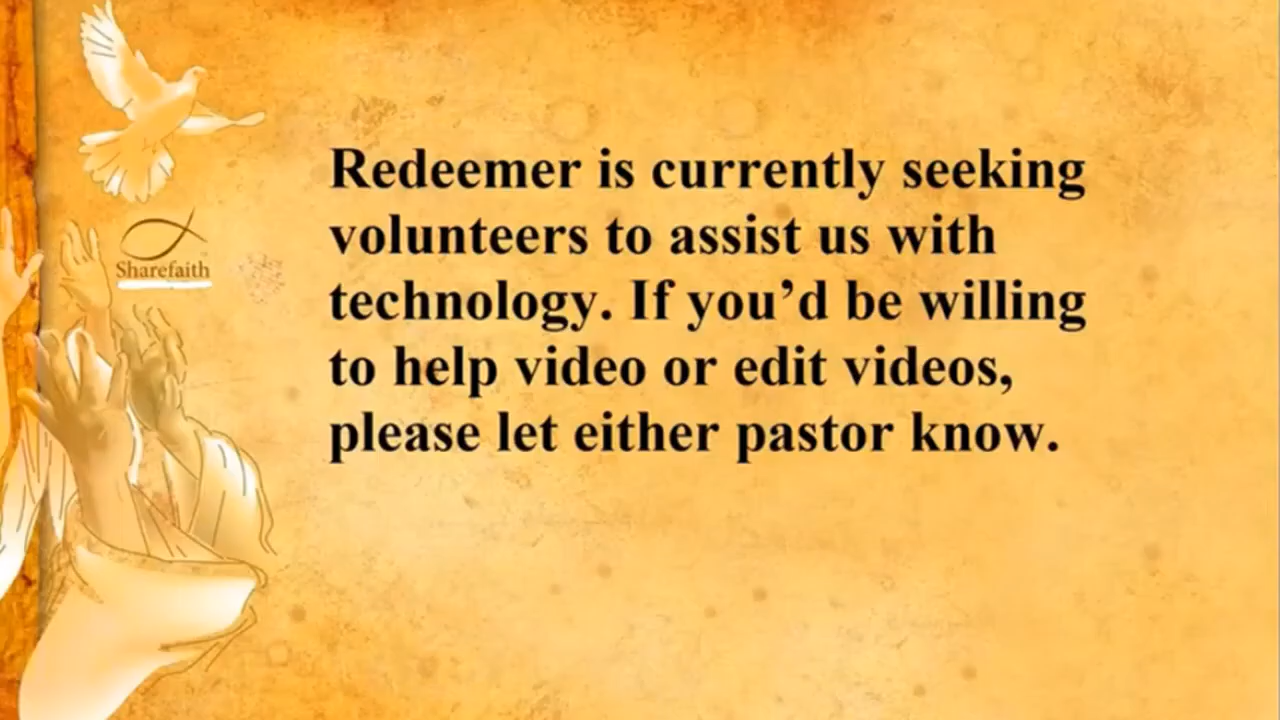 Redeemer is currently seeking
volunteers to assist us with
technology. If you’d be willing
to help video or edit videos,
please let either pastor know.
Sharefaith